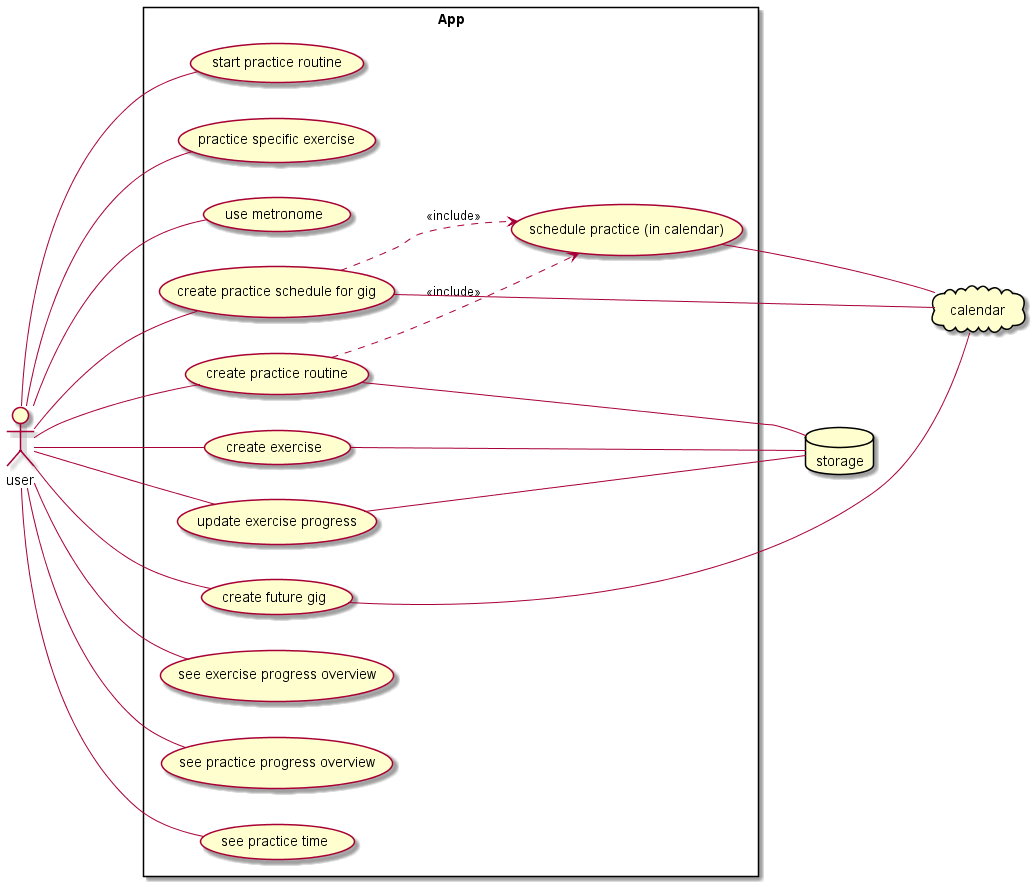 App
start practice routine
practice specific exercise
use metronome
«include»
schedule practice (in calendar)
create practice schedule for gig
«include»
calendar
create practice routine
create exercise
storage
user
update exercise progress
create future gig
see exercise progress overview
see practice progress overview
see practice time